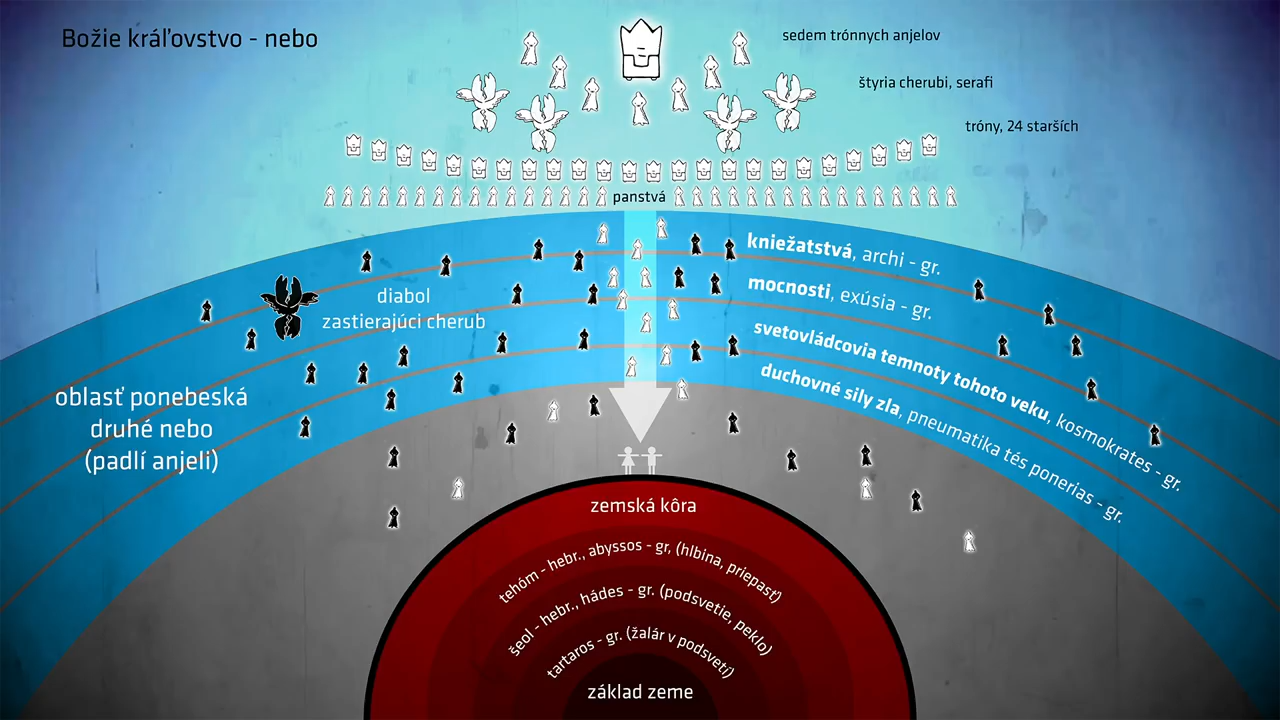 Božie kráľovstvo - nebo
sedem trónnych anjelov
štyria cherubi, serafi
tróny, 24 starších
panstvá
kniežatstvá, archi - gr.
mocnosti, exúsia - gr.
svetovládcovia temnoty tohoto veku, kosmokrates - gr.
duchovné sily zla, pneumatika tés ponerias - gr.
diabol
zastierajúci cherub
oblasť ponebeská
druhé nebo
(padlí anjeli)
zemská kôra
tehóm - hebr., abyssos - gr, (hlbina, priepasť)
šeol - hebr., hádes - gr. (podsvetie, peklo)
tartaros - gr. (žalár v podsvetí)
základ zeme